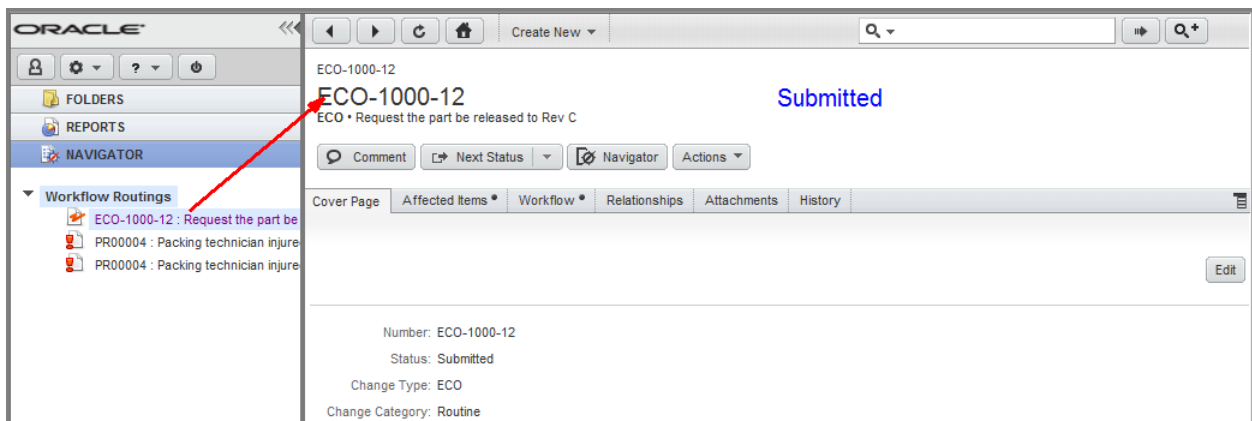 ORACLE
Create New
?
FOLDERS
REPORTS
NAVIGATOR
Workflow Routings
ECO-1000-12 : Request the part be
PR00004 : Packing technician injure
PR00004 : Packing technician injure
ECO-1000-12
ECO-1000-12
Submitted
ECO • Request the part be released to Rev C
Comment Next Status Navigator Actions
Cover Page Affected Items • Workflow • Relationships Attachments History
Edit
Number: ECO-1000-12
Status: Submitted
Change Type: ECO
Change Category: Routine